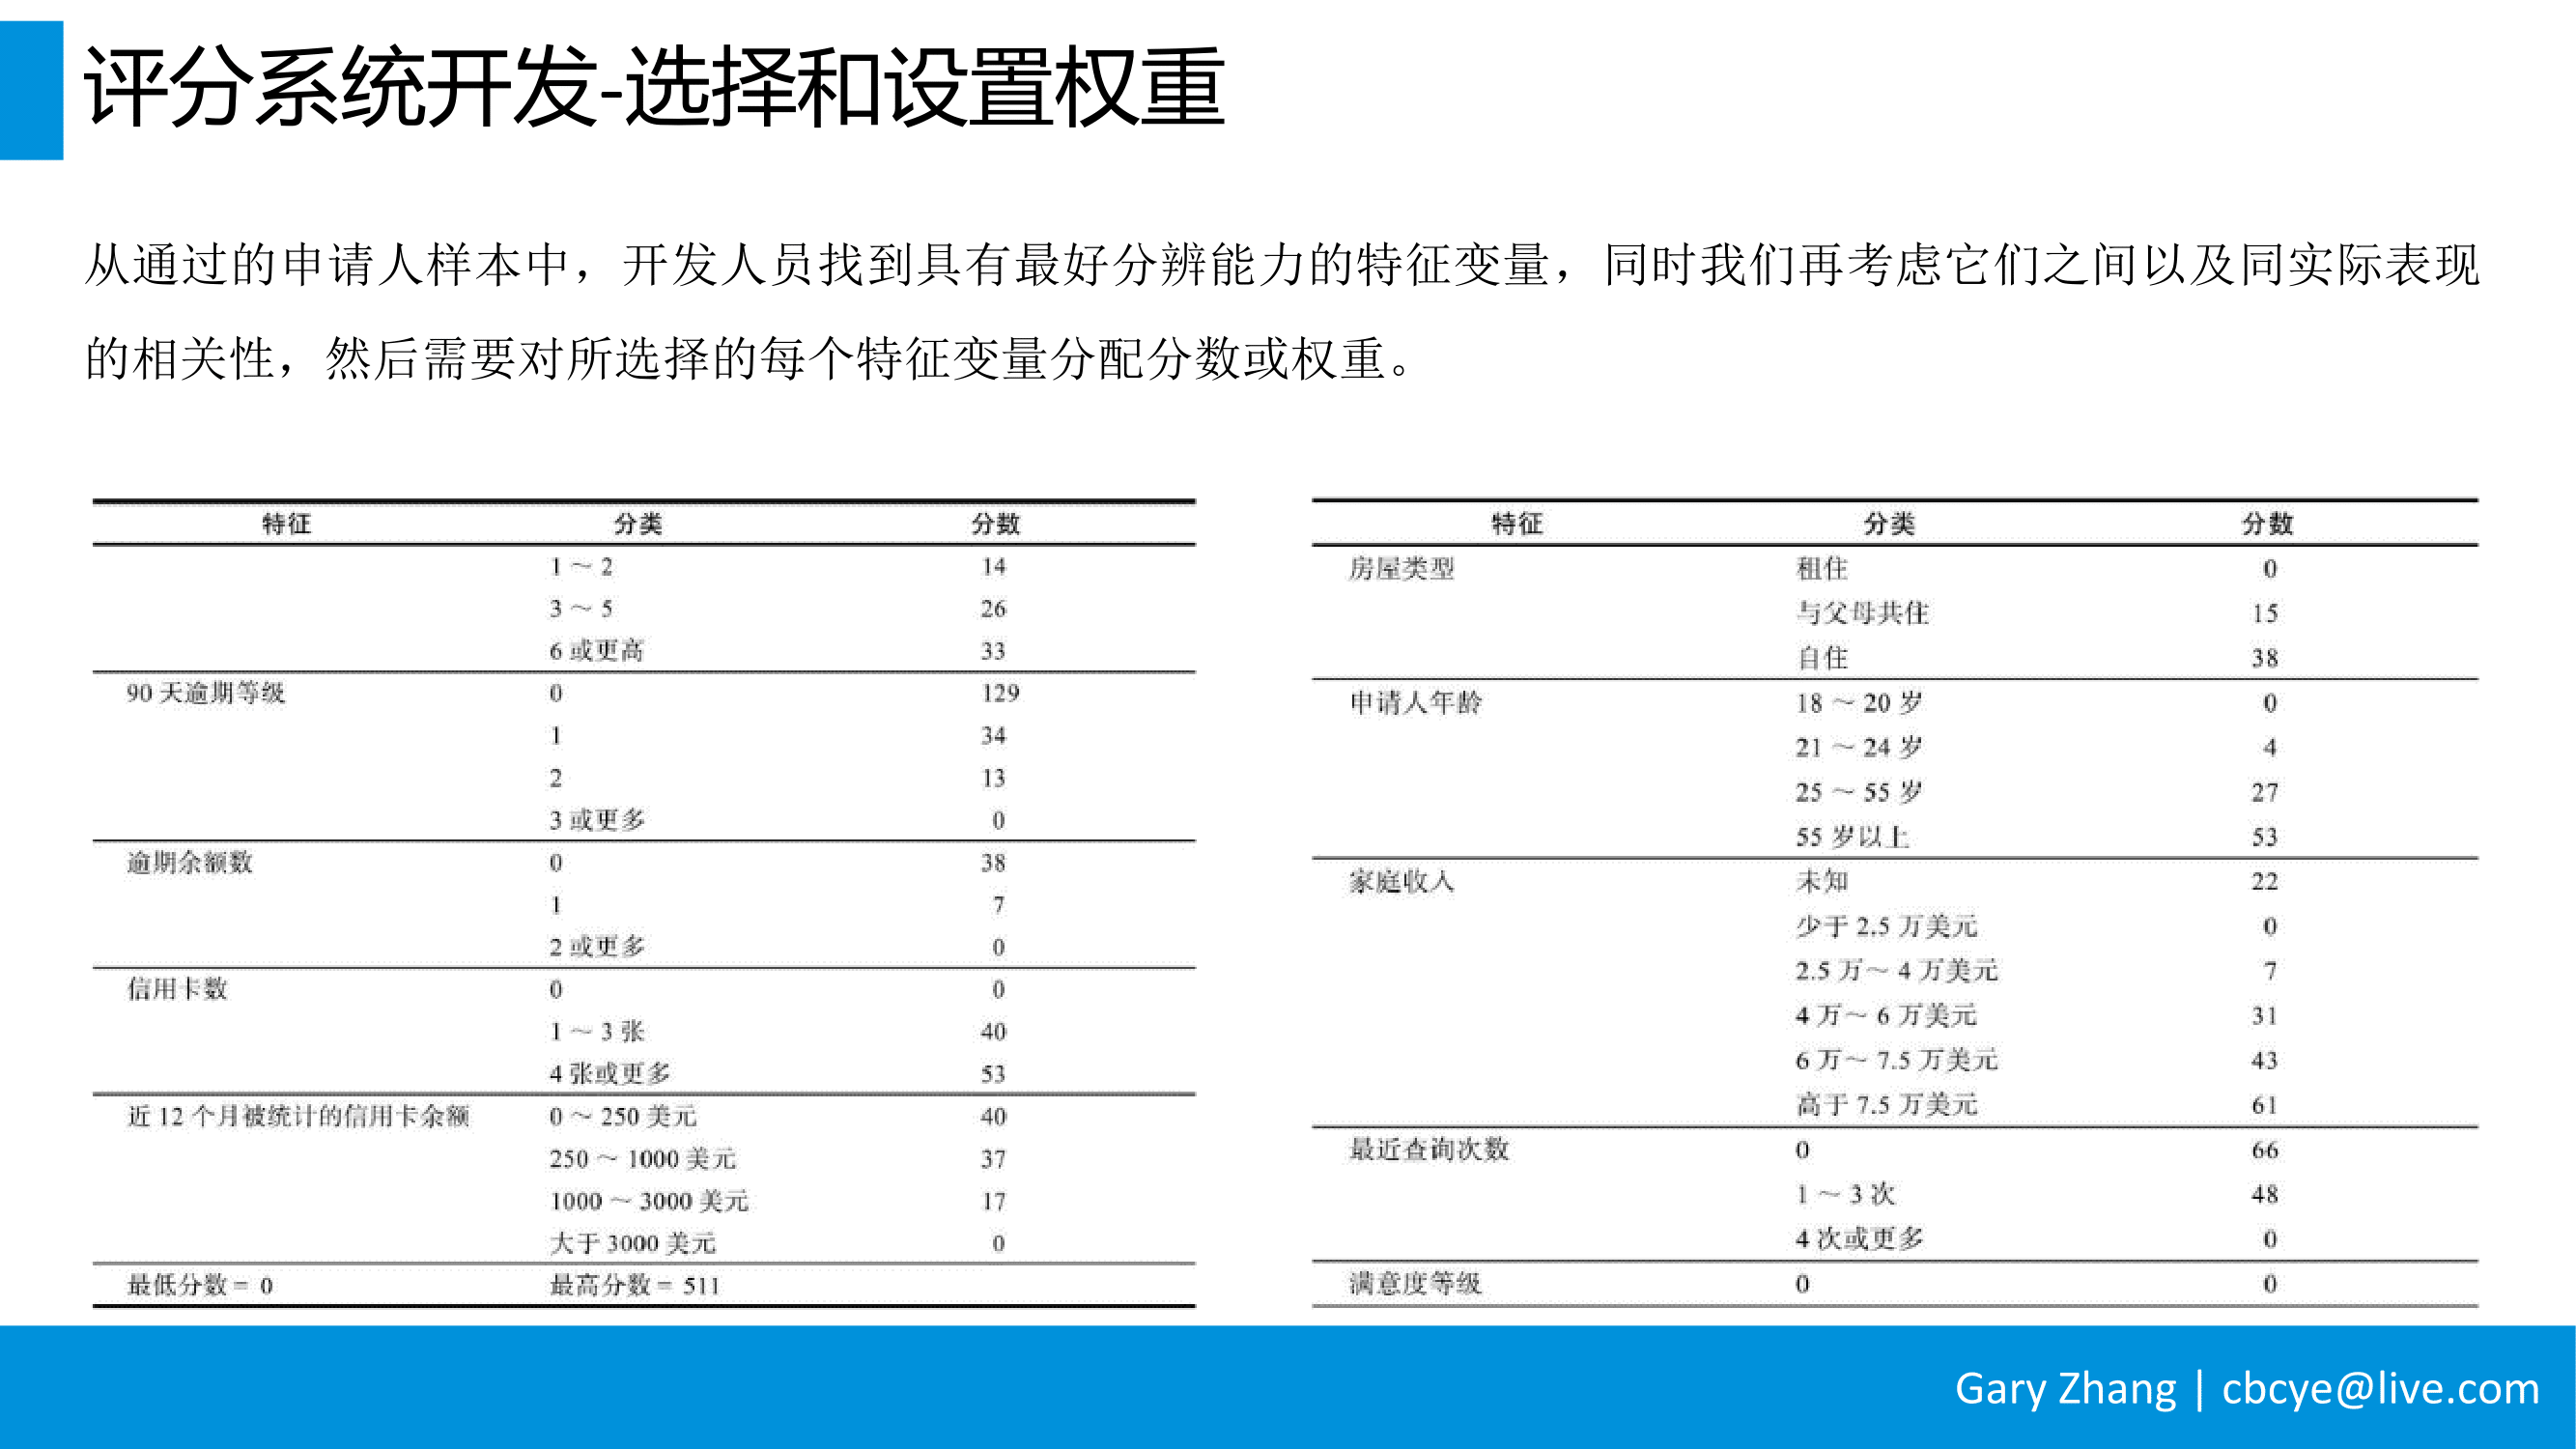 评分系统开发-选择和设置权重
从通过的申请人样本中，开发人员找到具有最好分辨能力的特征变量，同时我们再考虑它们之间以及同实际表现
的相关性，然后需要对所选择的每个特征变量分配分数或权重。
特征 分类 分数
1～2 14
3～5 26
6 或更高 33
90 天逾期等级 0 129
1 34
2 13
3 或更多 0
逾期余额数 0 38
1 7
2 或更多 0
信用卡数 0 0
1～3 张 40
4 张或更多 53
近 12 个月被统计的信用卡余额 0～250 美元 40
250～1000 美元 37
1000～3000 美元 17
大于 3000 美元 0
最低分数 = 0 最高分数 = 511
特征 分类 分数
房屋类型 租住 0
与父母共住 15
自住 38
申请人年龄 18～20 岁 0
21～24 岁 4
25～55 岁 27
55 岁以上 53
家庭收入 未知 22
少于 2.5 万美元 0
2.5 万～4 万美元 7
4 万～6 万美元 31
6 万～7.5 万美元 43
高于 7.5 万美元 61
最近查询次数 0 66
1～3 次 48
4 次或更多 0
满意度等级 0 0
Gary Zhang | cbcye@live.com